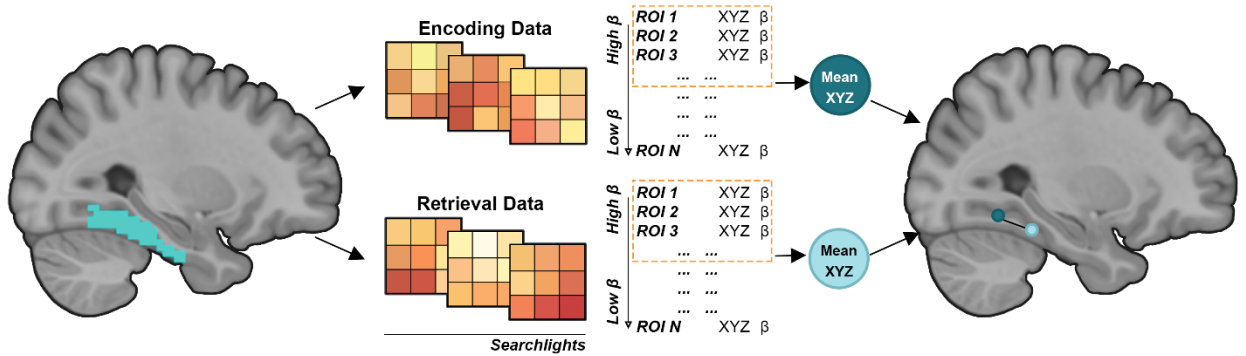 Encoding Data
High β
Low β
ROI 1 XYZ β
ROI 2 XYZ β
ROI 3 XYZ β
... ...
... ...
... ...
... ...
ROI N XYZ β
Mean
XYZ
Retrieval Data
High β
Low β
ROI 1 XYZ β
ROI 2 XYZ β
ROI 3 XYZ β
... ...
... ...
... ...
... ...
ROI N XYZ β
Mean
XYZ
Searchlights